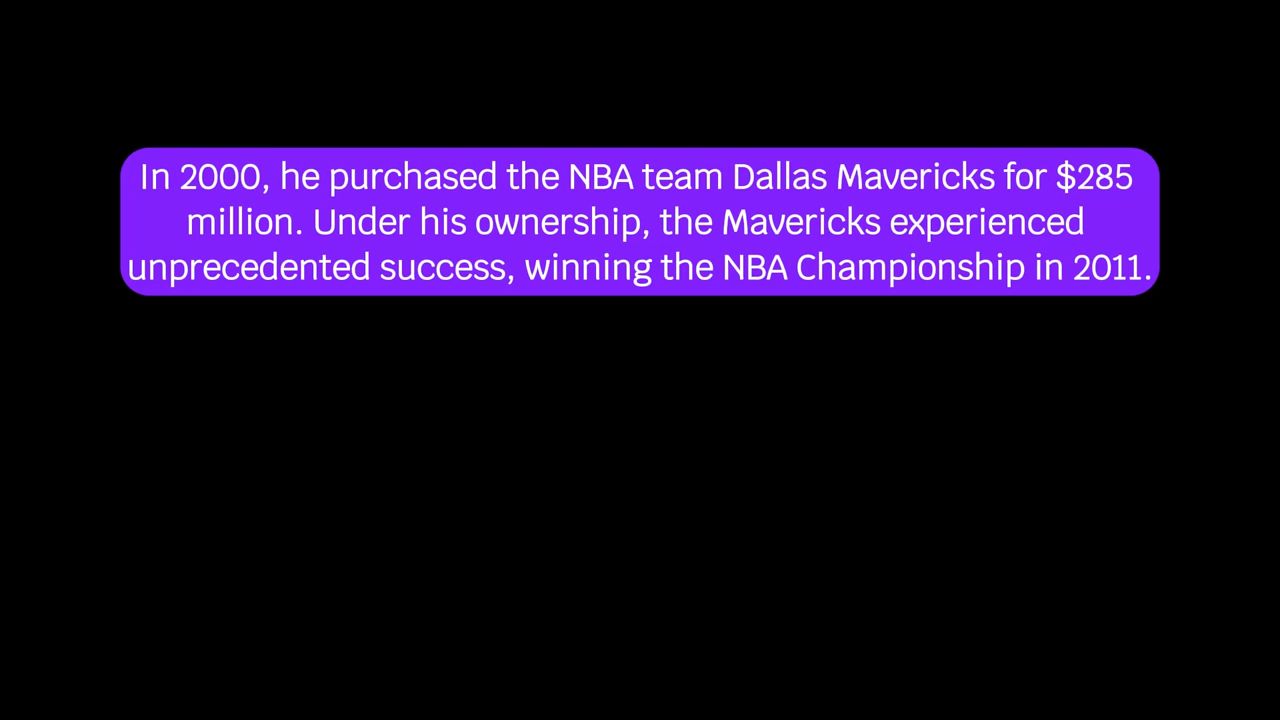 In 2000, he purchased the NBA team Dallas Mavericks for $285
million. Under his ownership, the Mavericks experienced
unprecedented success, winning the NBA Championship in 2011.